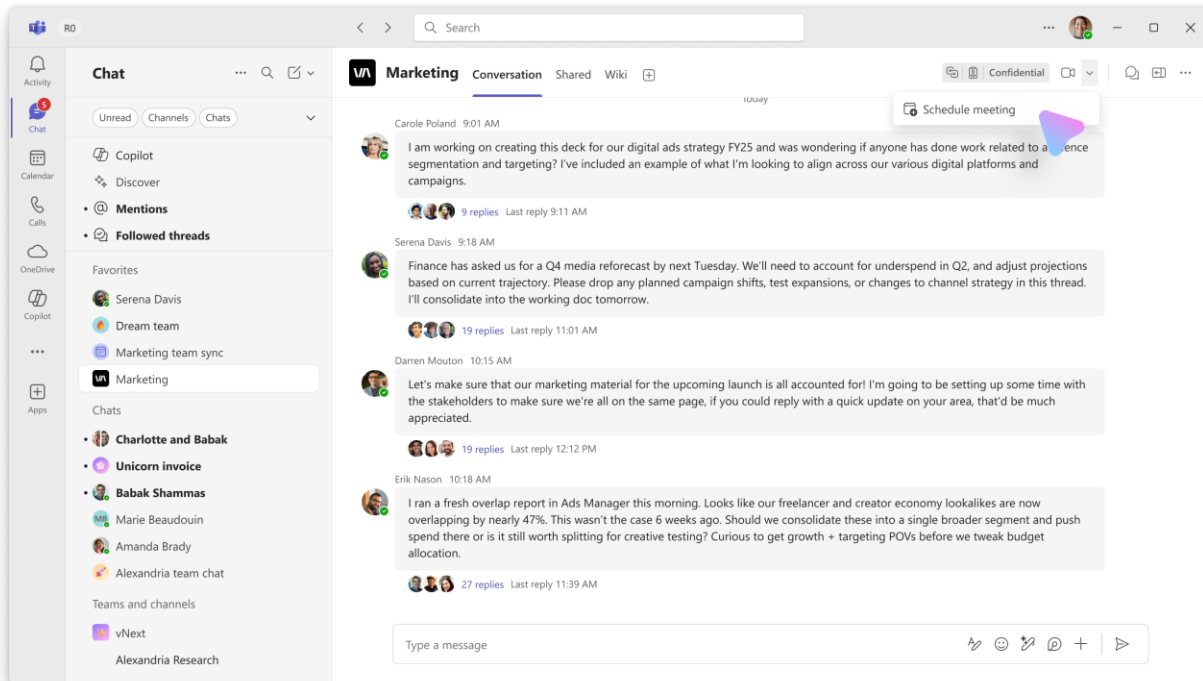 R0
Search
Activity
5
Chat
Calendar
Calls
OneDrive
Copilot
Apps
Chat
Unread
Channels
Chats
Copilot
Discover
Mentions
Followed threads
Favorites
Serena Davis
Dream team
Marketing team sync
Marketing
Chats
Charlotte and Babak
Unicorn invoice
Babak Shammas
MB
Marie Beaudouin
Amanda Brady
Alexandria team chat
Teams and channels
vNext
Alexandria Research
Marketing
Conversation
Shared
Wiki
Confidential
Schedule meeting
Today
Carole Poland 9:01 AM
I am working on creating this deck for our digital ads strategy FY25 and was wondering if anyone has done work related to
segmentation and targeting? I've included an example of what I'm looking to align across our various digital platforms and
campaigns.
9 replies Last reply 9:11 AM
Serena Davis 9:18 AM
Finance has asked us for a Q4 media reforecast by next Tuesday. We'll need to account for underspend in Q2, and adjust projections
based on current trajectory. Please drop any planned campaign shifts, test expansions, or changes to channel strategy in this thread.
I'll consolidate into the working doc tomorrow.
19 replies Last reply 11:01 AM
Darren Mouton 10:15 AM
Let's make sure that our marketing material for the upcoming launch is all accounted for! I'm going to be setting up some time with
the stakeholders to make sure we're all on the same page, if you could reply with a quick update on your area, that'd be much
appreciated.
19 replies Last reply 12:12 PM
Erik Nason 10:18 AM
I ran a fresh overlap report in Ads Manager this morning. Looks like our freelancer and creator economy lookalikes are now
overlapping by nearly 47%. This wasn't the case 6 weeks ago. Should we consolidate these into a single broader segment and push
spend there or is it still worth splitting for creative testing? Curious to get growth + targeting POVs before we tweak budget
allocation.
27 replies Last reply 11:39 AM
Type a message